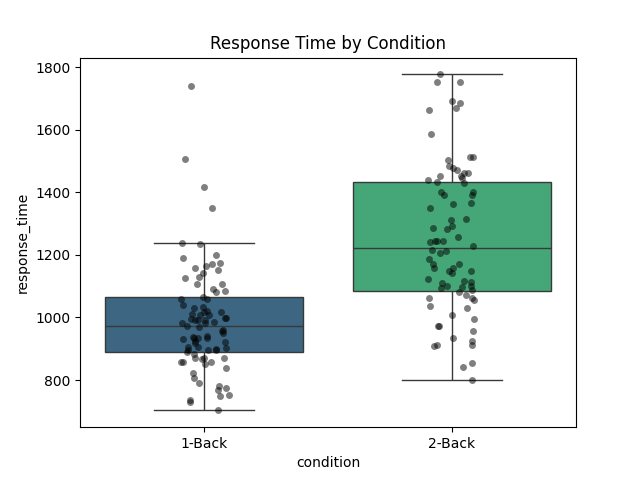 Response Time by Condition
1800
1600
1400
1200
1000
800
response_time
1-Back
2-Back
condition